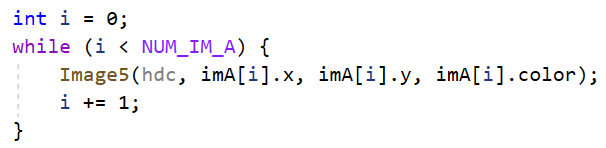 int i = 0;
while (i < NUM_IM_A) {
    Image5(hdc, imA[i].x, imA[i].y, imA[i].color);
    i += 1;
}